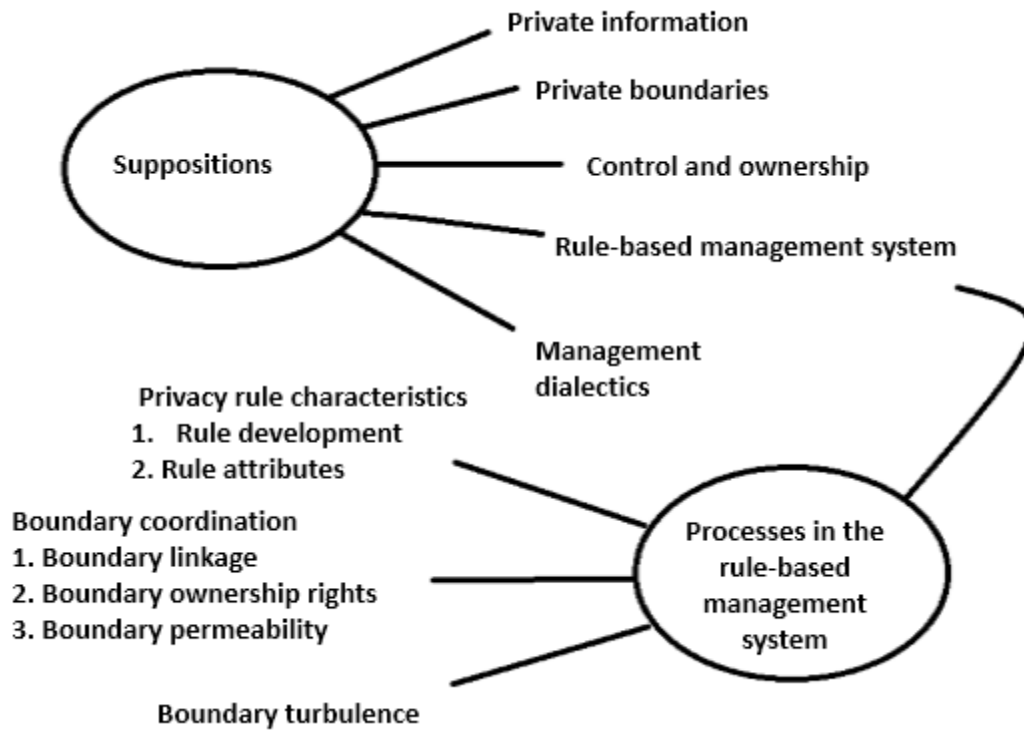 Private information
Private boundaries
Suppositions
Control and ownership
Rule-based management system
Management
dialectics
Privacy rule characteristics
1. Rule development
2. Rule attributes
Boundary coordination
1. Boundary linkage
2. Boundary ownership rights
3. Boundary permeability
Processes in the
rule-based
management
system
Boundary turbulence